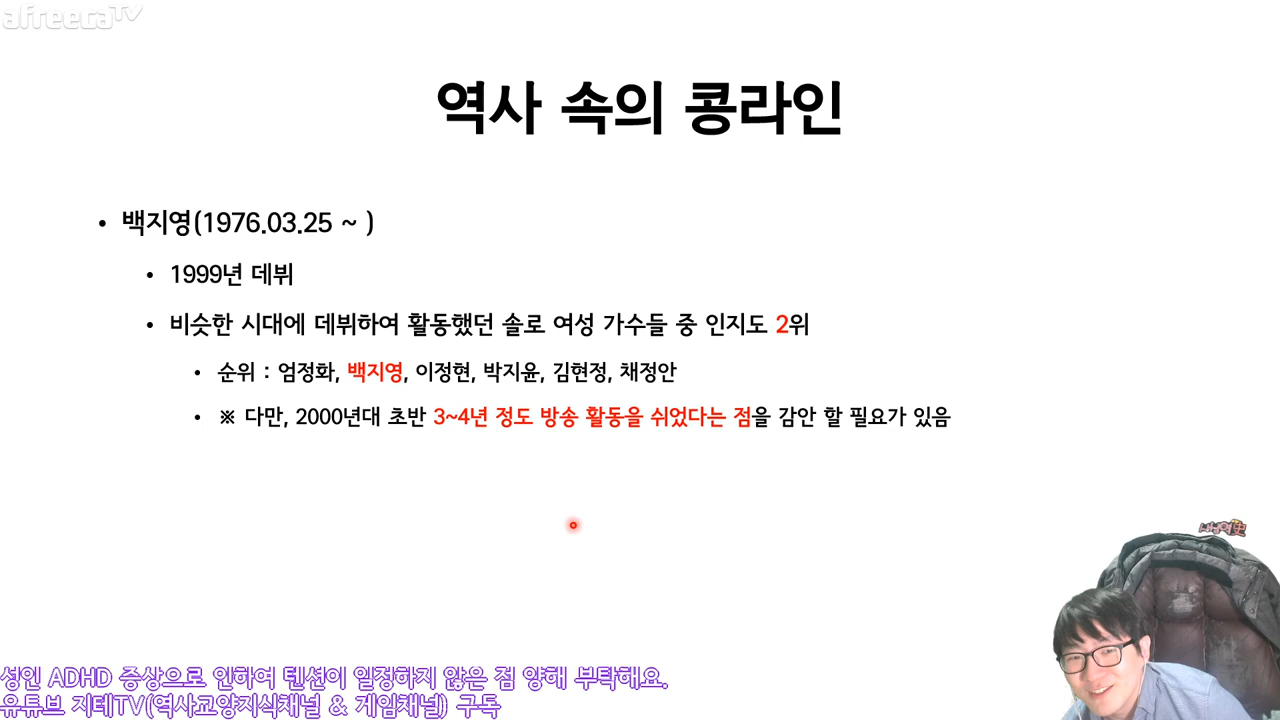 afreecaTV
역사 속의 콩라인
• 백지영(1976.03.25 ~ )
• 1999년 데뷔
• 비슷한 시대에 데뷔하여 활동했던 솔로 여성 가수들 중 인지도 2위
• 순위 : 엄정화, 백지영, 이정현, 박지윤, 김현정, 채정안
• ※ 다만, 2000년대 초반 3~4년 정도 방송 활동을 쉬었다는 점을 감안 할 필요가 있음
성인 ADHD 증상으로 인하여 텐션이 일정하지 않은 점 양해 부탁해요.
유튜브 지테TV(역사교양지식채널 & 게임채널) 구독